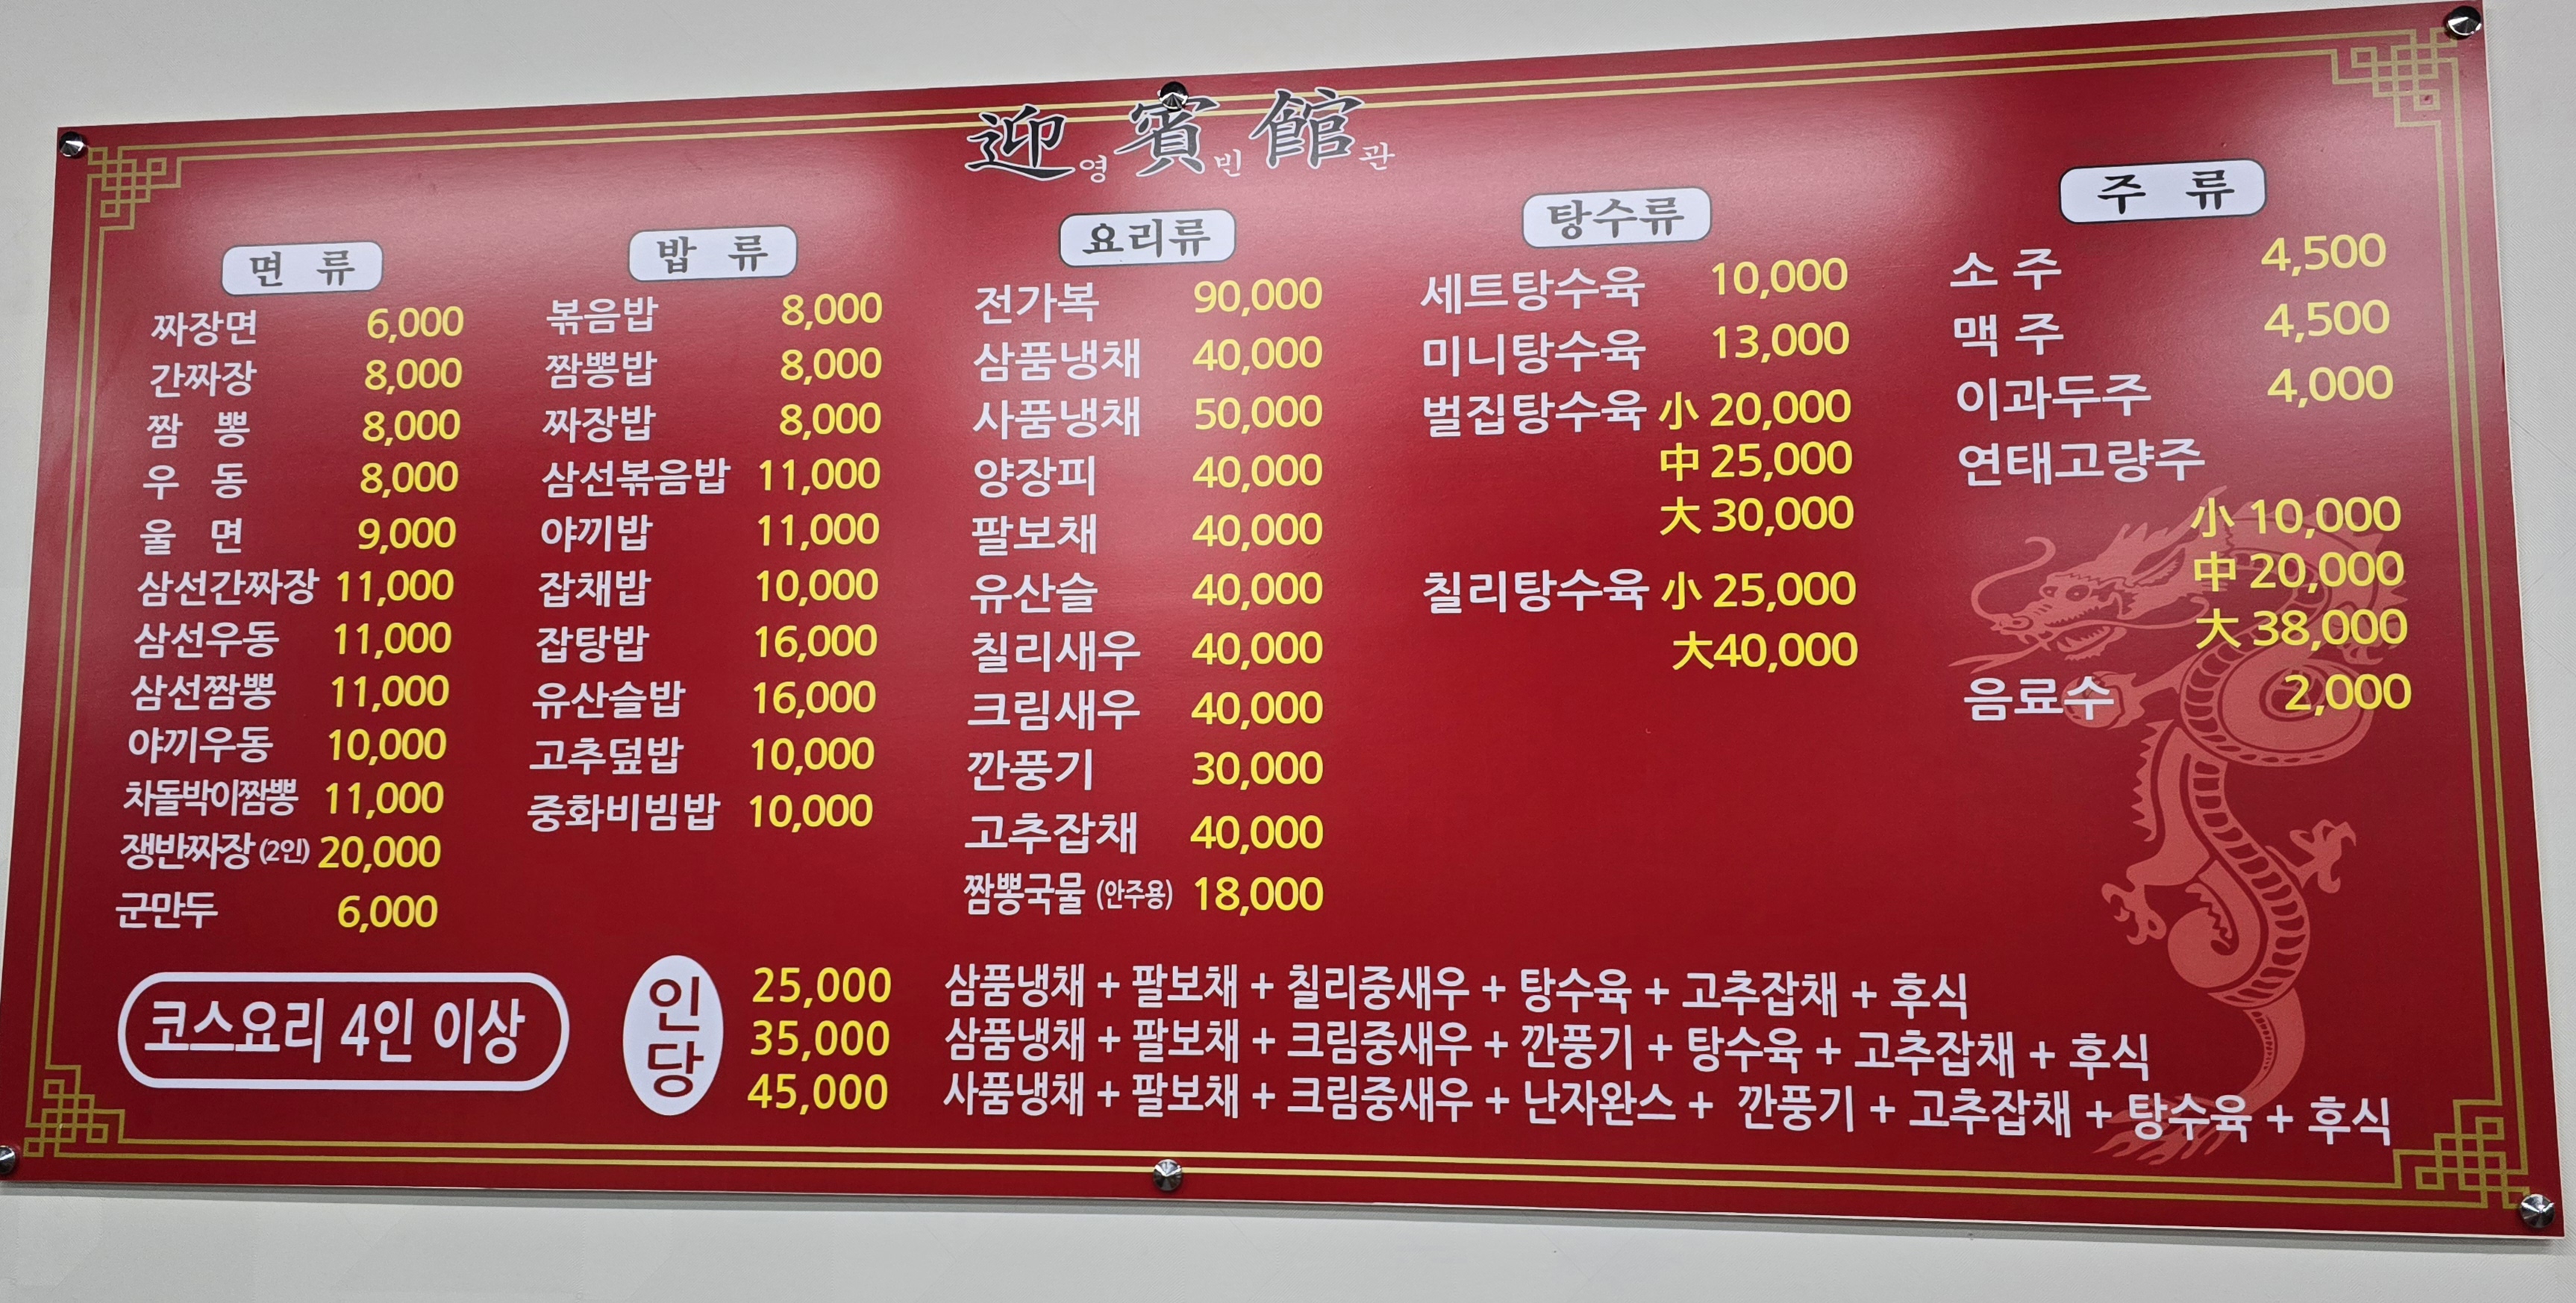 迎영賓빈館관
면 류
짜장면 6,000
간짜장 8,000
짬 뽕 8,000
우 동 8,000
울 면 9,000
삼선간짜장 11,000
삼선우동 11,000
삼선짬뽕 11,000
야끼우동 10,000
차돌박이짬뽕 11,000
쟁반짜장 (2인) 20,000
군만두 6,000
밥 류
볶음밥 8,000
짬뽕밥 8,000
짜장밥 8,000
삼선볶음밥 11,000
야끼밥 11,000
잡채밥 10,000
잡탕밥 16,000
유산슬밥 16,000
고추덮밥 10,000
중화비빔밥 10,000
요리류
전가복 90,000
삼품냉채 40,000
사품냉채 50,000
양장피 40,000
팔보채 40,000
유산슬 40,000
칠리새우 40,000
크림새우 40,000
깐풍기 30,000
고추잡채 40,000
짬뽕국물 (안주용) 18,000
탕수류
세트탕수육 10,000
미니탕수육 13,000
벌집탕수육 小 20,000
中 25,000
大 30,000
칠리탕수육 小 25,000
大40,000
주 류
소 주 4,500
맥 주 4,500
이과두주 4,000
연태고량주
小 10,000
中 20,000
大 38,000
음료수 2,000
코스요리 4인 이상
인당
25,000 삼품냉채 + 팔보채 + 칠리중새우 + 탕수육 + 고추잡채 + 후식
35,000 삼품냉채 + 팔보채 + 크림중새우 + 깐풍기 + 탕수육 + 고추잡채 + 후식
45,000 사품냉채 + 팔보채 + 크림중새우 + 난자완스 + 깐풍기 + 고추잡채 + 탕수육 + 후식